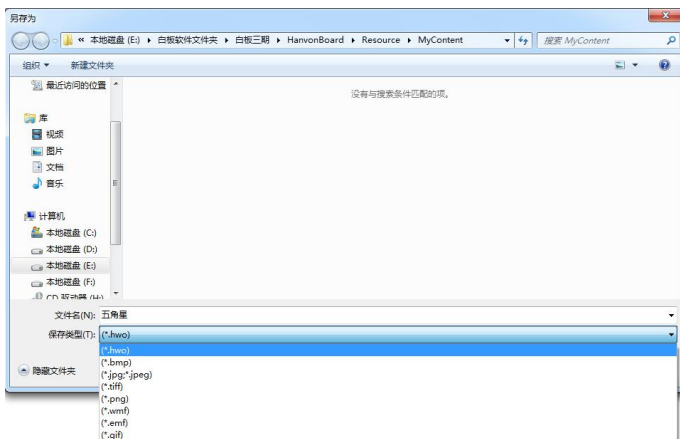 另存为
« 本地磁盘 (E:) ▸ 白板软件文件夹 ▸ 白板三期 ▸ HanvonBoard ▸ Resource ▸ MyContent
搜索 MyContent
组织 新建文件夹
最近访问的位置
没有与搜索条件匹配的项。
库
视频
图片
文档
音乐
计算机
本地磁盘 (C:)
本地磁盘 (D:)
本地磁盘 (E:)
本地磁盘 (F:)
CD 驱动器 (H:)
文件名(N): 五角星
保存类型(T): (*.hwo)
(*.hwo)
(*.bmp)
(*.jpg;*.jpeg)
隐藏文件夹
(*.tiff)
(*.png)
(*.wmf)
(*.emf)
(*.gif)